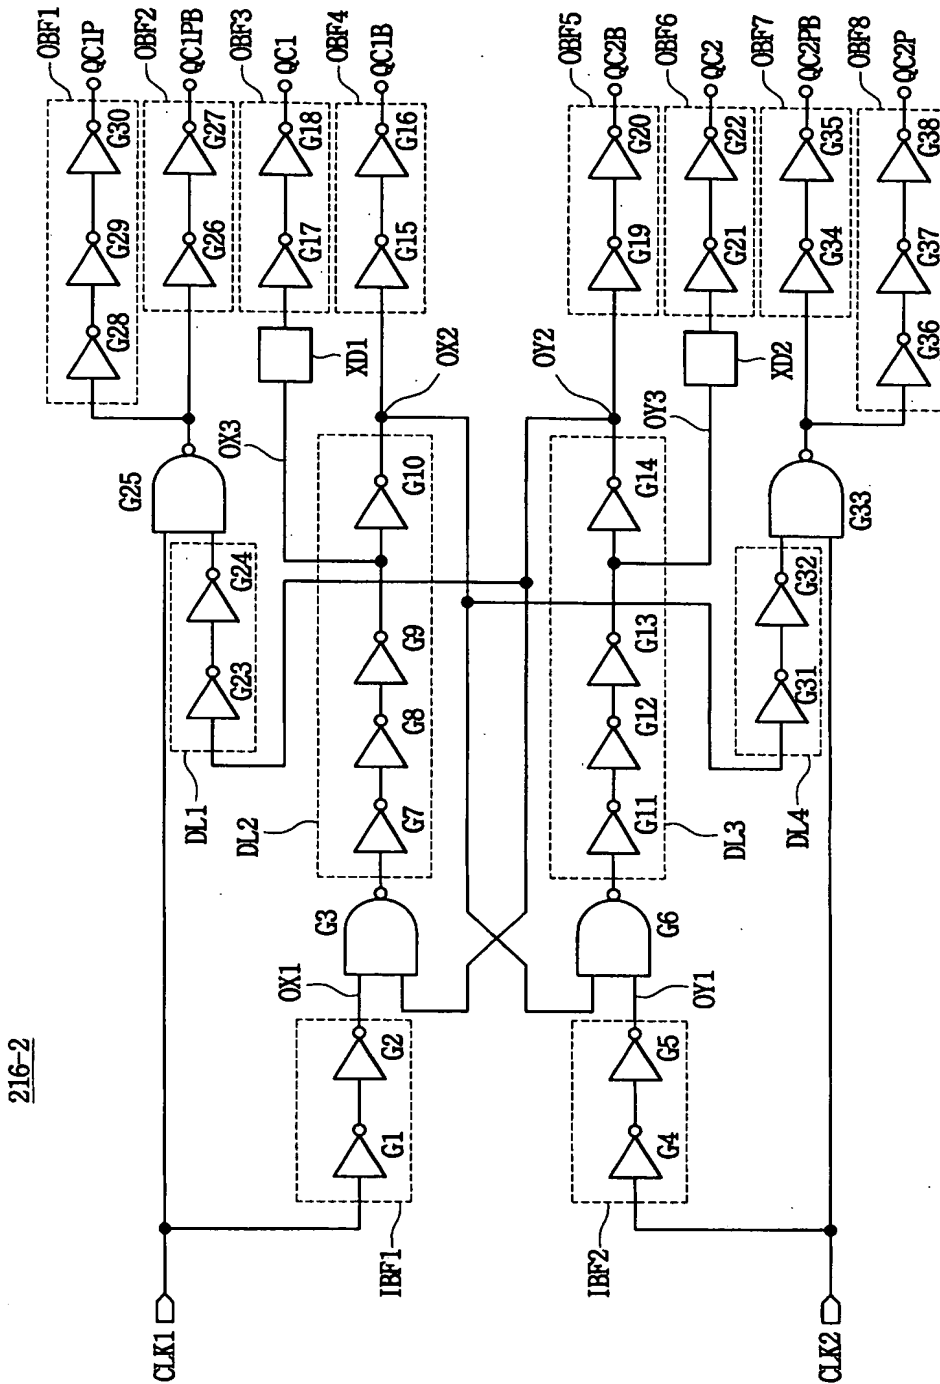 216-2
CLK1
IBF1
G1
G2
OX1
G3
DL1
G23
G24
G25
DL2
G7
G8
G9
G10
OX3
OX2
XD1
OBF1
G28
G29
G30
QC1P
OBF2
G26
G27
QC1PB
OBF3
G17
G18
QC1
OBF4
G15
G16
QC1B
CLK2
IBF2
G4
G5
OY1
G6
DL3
G11
G12
G13
G14
OY2
OY3
XD2
DL4
G31
G32
G33
OBF5
G19
G20
QC2B
OBF6
G21
G22
QC2
OBF7
G34
G35
QC2PB
OBF8
G36
G37
G38
QC2P